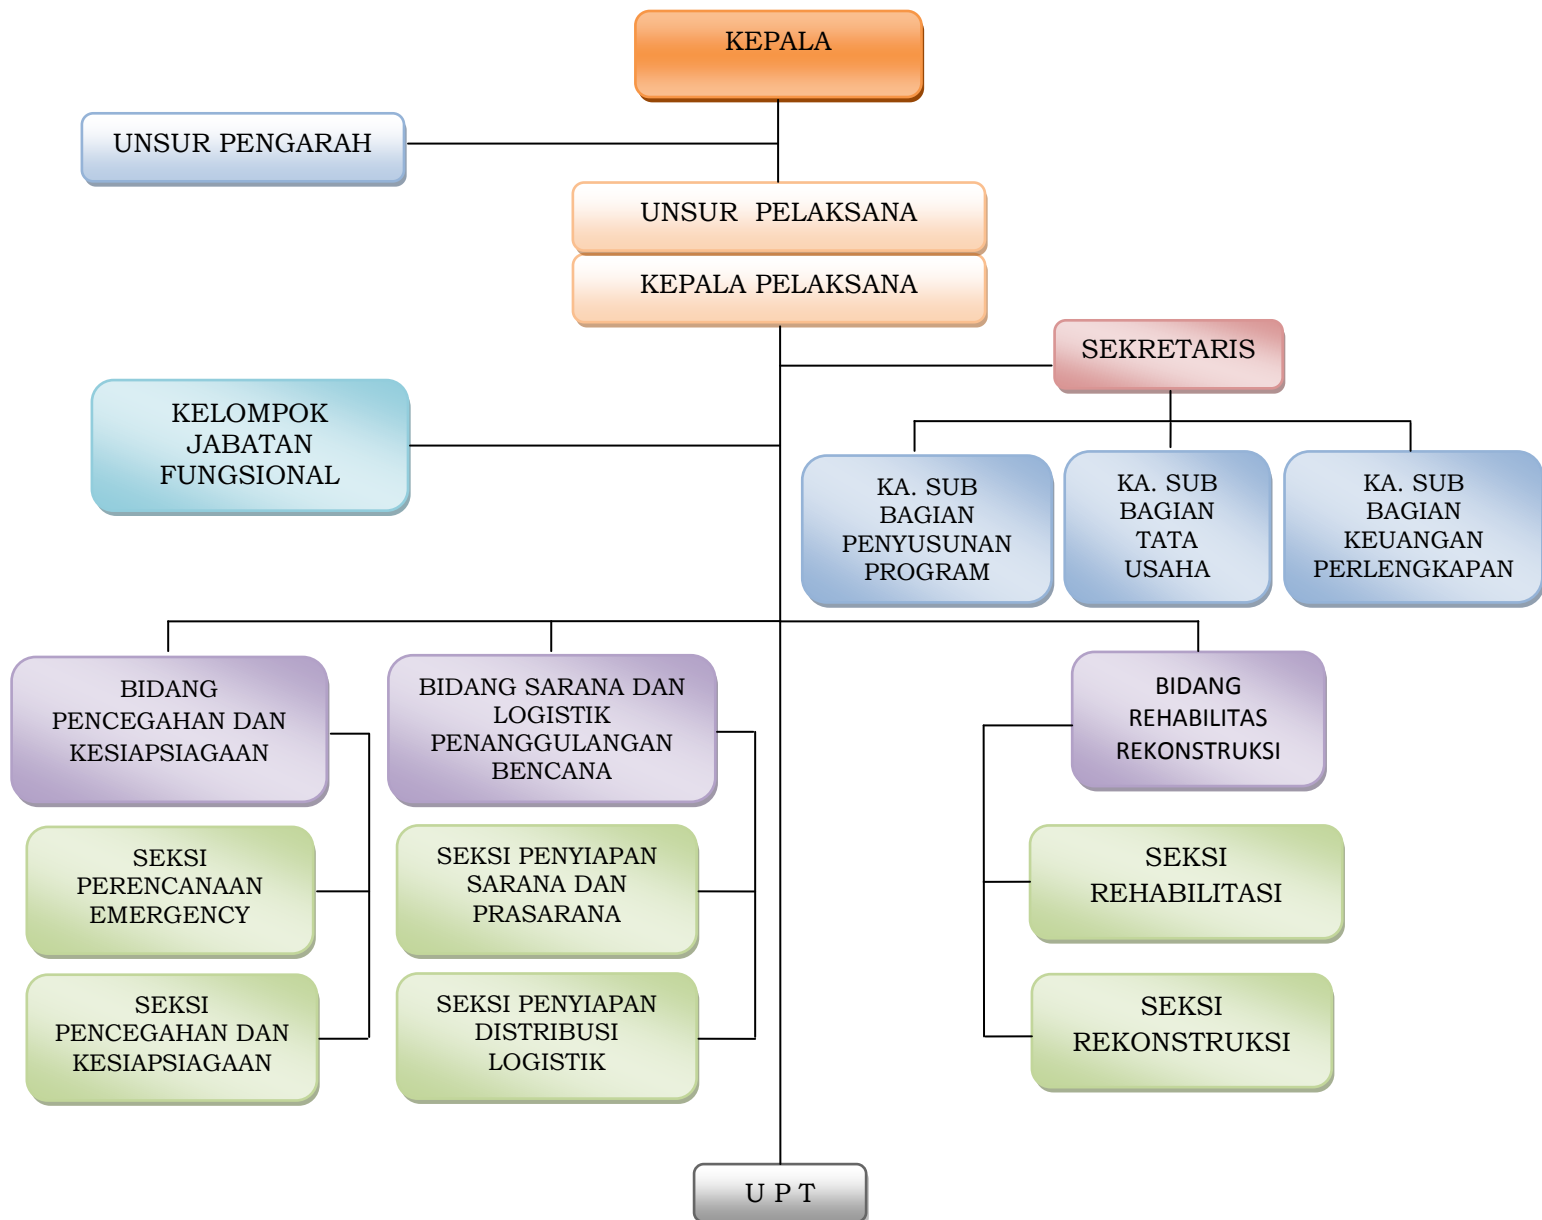 KEPALA
UNSUR PENGARAH
UNSUR PELAKSANA
KEPALA PELAKSANA
SEKRETARIS
KELOMPOK
JABATAN
FUNGSIONAL
KA. SUB
BAGIAN
PENYUSUNAN
PROGRAM
KA. SUB
BAGIAN
TATA
USAHA
KA. SUB
BAGIAN
KEUANGAN
PERLENGKAPAN
BIDANG
PENCEGAHAN DAN
KESIAPSIAGAAN
BIDANG SARANA DAN
LOGISTIK
PENANGGULANGAN
BENCANA
BIDANG
REHABILITAS
REKONSTRUKSI
SEKSI
PERENCANAAN
EMERGENCY
SEKSI PENYIAPAN
SARANA DAN
PRASARANA
SEKSI
REHABILITASI
SEKSI
PENCEGAHAN DAN
KESIAPSIAGAAN
SEKSI PENYIAPAN
DISTRIBUSI
LOGISTIK
SEKSI
REKONSTRUKSI
U P T